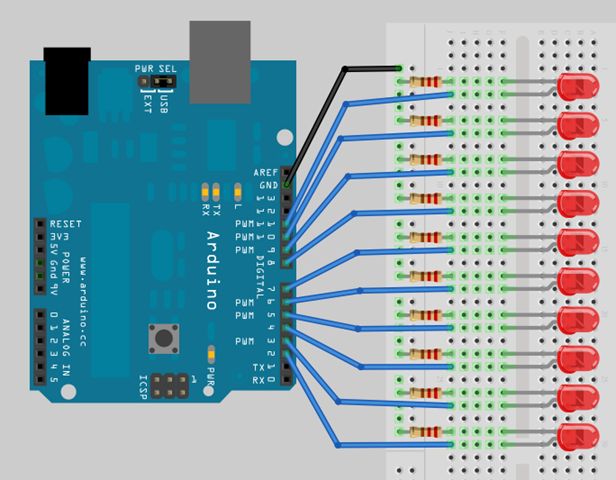 PWR SEL
EXT
USB
AREF
GND
13
12
PWM 11
PWM 10
PWM 9
8
DIGITAL
7
PWM 6
PWM 5
4
PWM 3
2
TX 1
RX 0
RX
TX
L
Arduino
www.arduino.cc
RESET
3V3
5V
Gnd
9V
POWER
ANALOG IN
0
1
2
3
4
5
ICSP
1
PWR